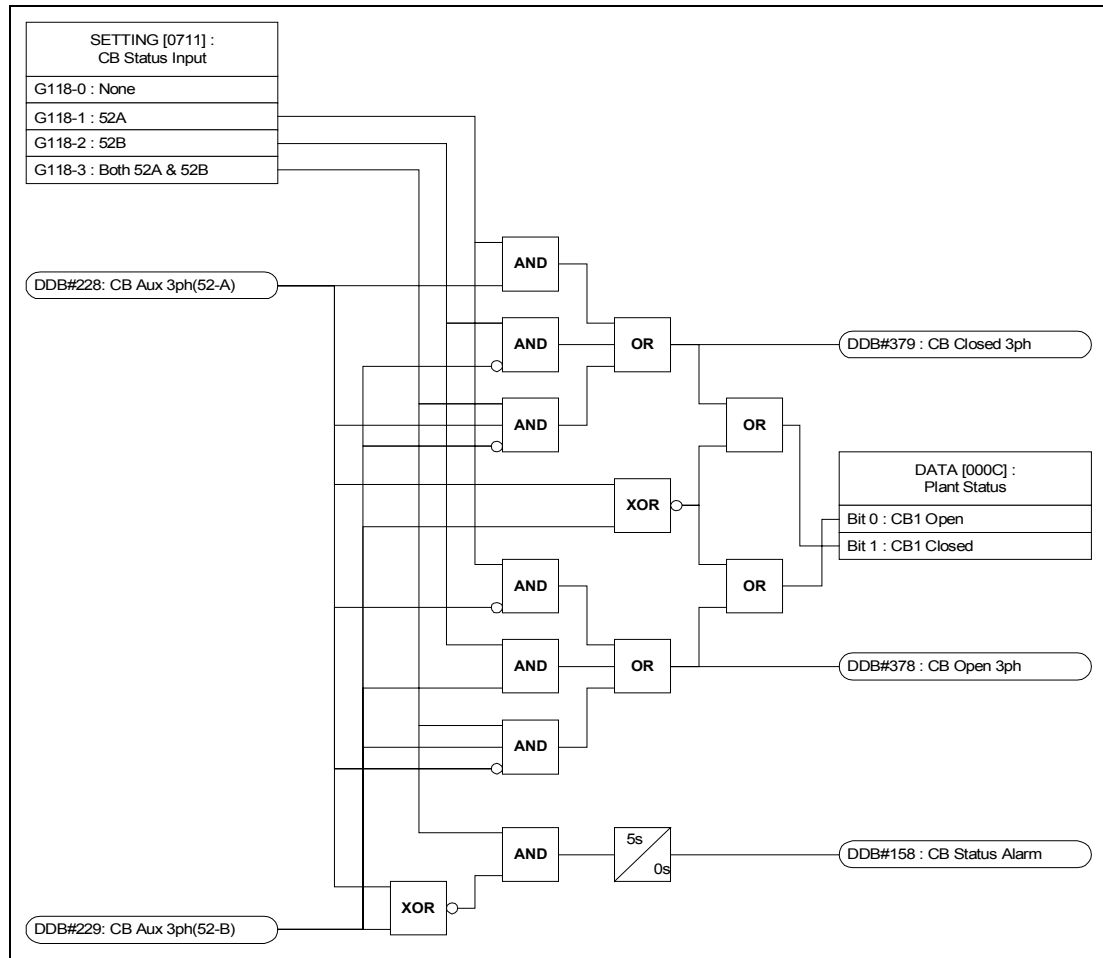 SETTING [0711] :
CB Status Input
G118-0 : None
G118-1 : 52A
G118-2 : 52B
G118-3 : Both 52A & 52B
AND
DDB#228: CB Aux 3ph(52-A)
AND
OR
DDB#379 : CB Closed 3ph
AND
OR
DATA [000C] :
Plant Status
XOR
Bit 0 : CB1 Open
Bit 1 : CB1 Closed
AND
OR
AND
OR
DDB#378 : CB Open 3ph
AND
AND
5s
0s
DDB#158 : CB Status Alarm
XOR
DDB#229: CB Aux 3ph(52-B)